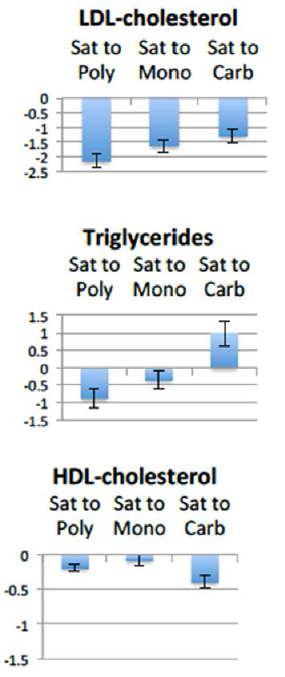 LDL-cholesterol
Sat to Sat to Sat to
Poly Mono Carb
0
-0.5
-1
-1.5
-2
-2.5
Triglycerides
Sat to Sat to Sat to
Poly Mono Carb
1.5
1
0.5
0
-0.5
-1
-1.5
HDL-cholesterol
Sat to Sat to Sat to
Poly Mono Carb
0
-0.5
-1
-1.5